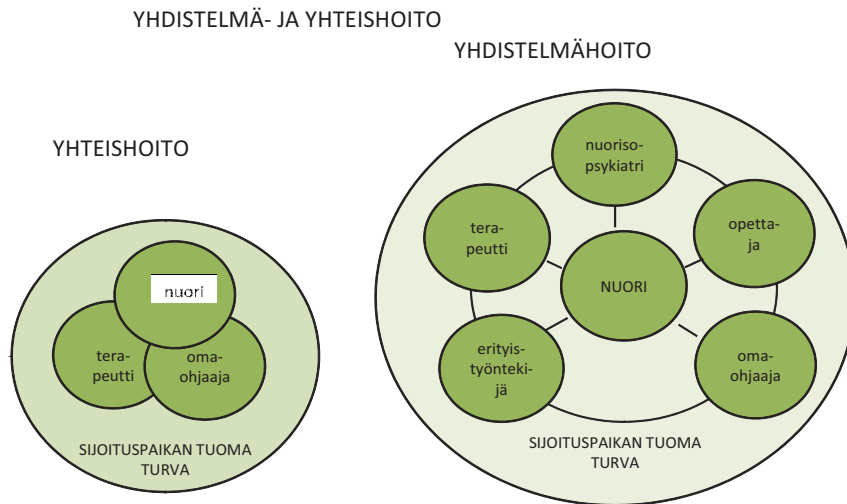 YHDISTELMÄ- JA YHTEISHOITO
YHDISTELMÄHOITO
YHTEISHOITO
nuori
tera-
peutti
oma-
ohjaaja
SIJOITUSPAIKAN TUOMA
TURVA
nuoriso-
psykiatri
tera-
peutti
opetta-
ja
NUORI
erityis-
työnteki-
jä
oma-
ohjaaja
SIJOITUSPAIKAN TUOMA
TURVA